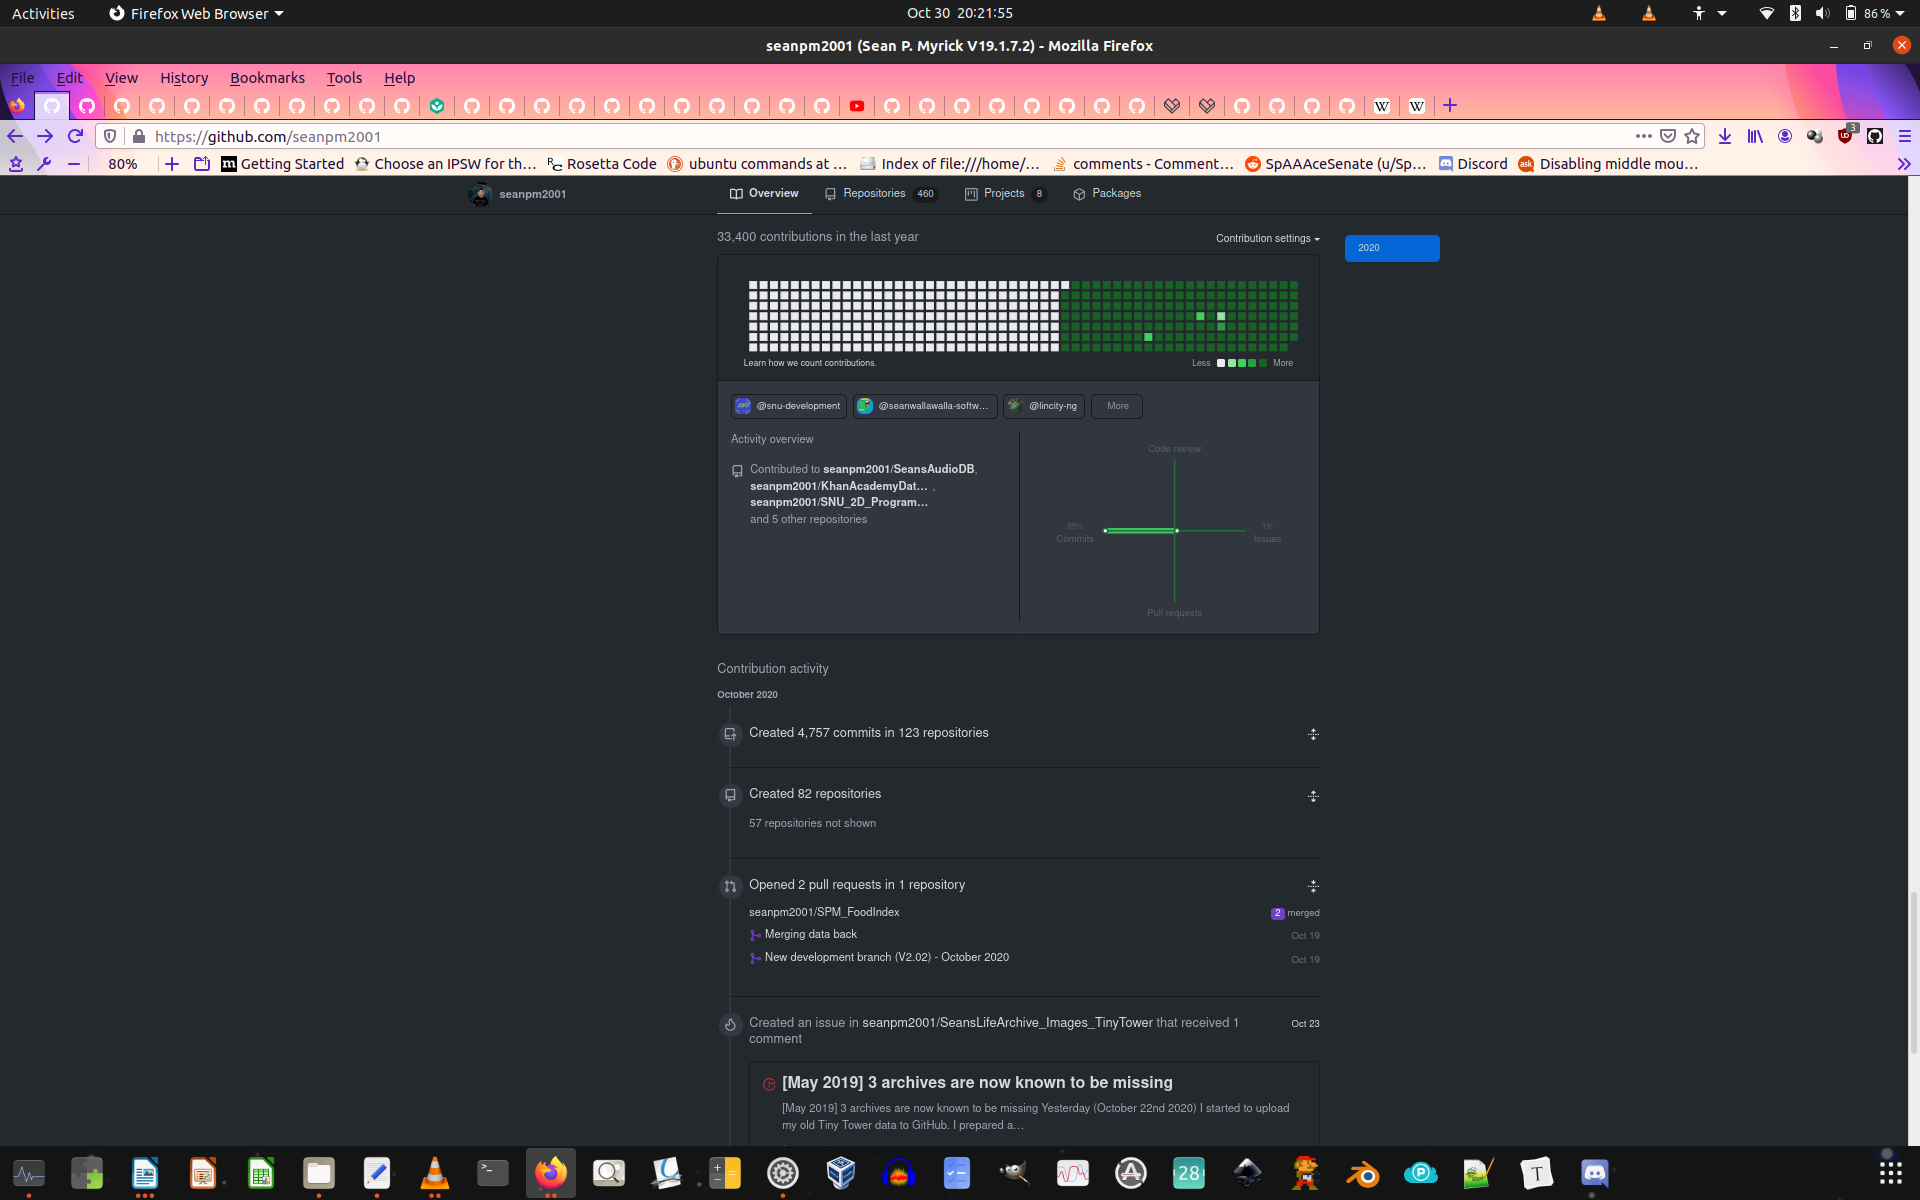 Activities
Firefox Web Browser
Oct 30 20:21:55
86 %
seanpm2001 (Sean P. Myrick V19.1.7.2) - Mozilla Firefox
File Edit View History Bookmarks Tools Help
https://github.com/seanpm2001
3
80%
Getting Started
Choose an IPSW for th…
Rosetta Code
ubuntu commands at …
Index of file:///home/…
comments - Comment…
SpAAAceSenate (u/Sp…
Discord
Disabling middle mou…
seanpm2001
Overview
Repositories 460
Projects 8
Packages
33,400 contributions in the last year
Contribution settings
2020
Learn how we count contributions.
Less
More
@snu-development
@seanwallawalla-softw…
@lincity-ng
More
Activity overview
Contributed to seanpm2001/SeansAudioDB,
seanpm2001/KhanAcademyDat… ,
seanpm2001/SNU_2D_Program…
and 5 other repositories
Code review
99%
Commits
1%
Issues
Pull requests
Contribution activity
October 2020
Created 4,757 commits in 123 repositories
Created 82 repositories
57 repositories not shown
Opened 2 pull requests in 1 repository
seanpm2001/SPM_FoodIndex
2 merged
Merging data back
Oct 19
New development branch (V2.02) - October 2020
Oct 19
Created an issue in seanpm2001/SeansLifeArchive_Images_TinyTower that received 1
comment
Oct 23
[May 2019] 3 archives are now known to be missing
[May 2019] 3 archives are now known to be missing Yesterday (October 22nd 2020) I started to upload
my old Tiny Tower data to GitHub. I prepared a…
28
T